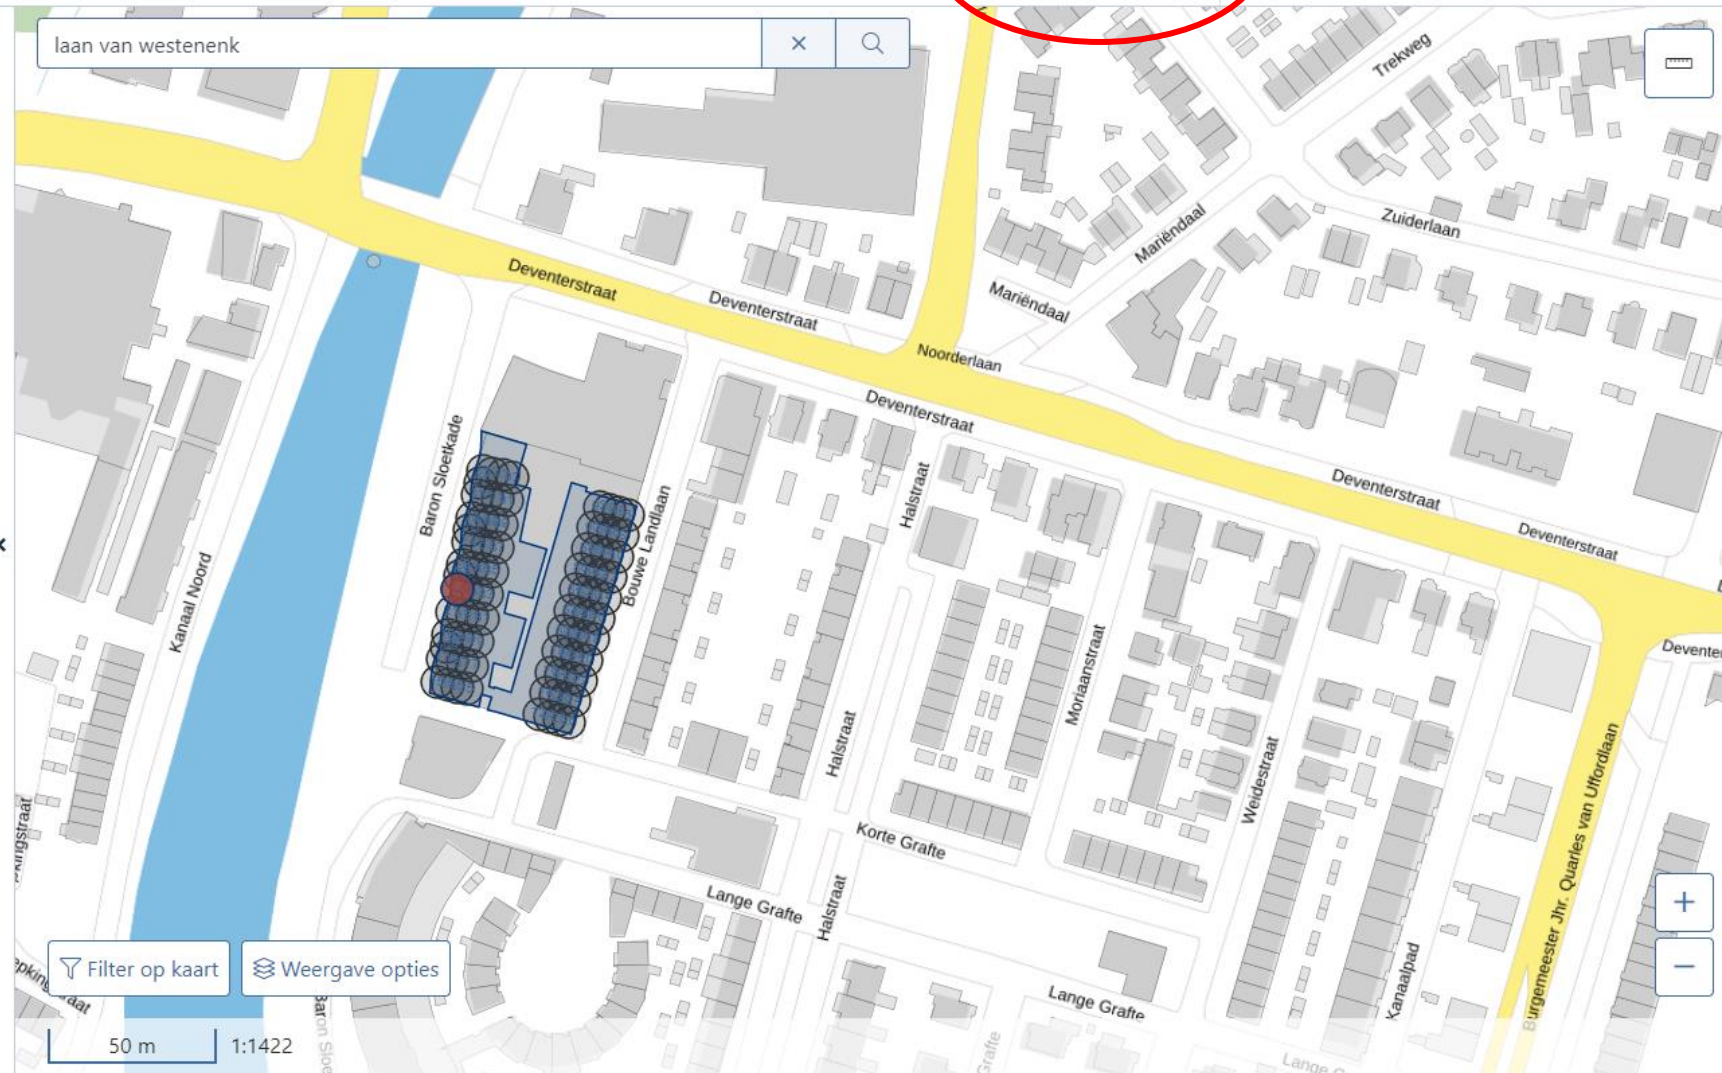 laan van westenenk
Trekweg
Zuiderlaan
Mariëndaal
Mariëndaal
Deventerstraat
Deventerstraat
Noorderlaan
Deventerstraat
Deventerstraat
Deventerstraat
Baron Sloetkade
Bouwe Landlaan
Halstraat
Kanaal Noord
Moriaanstraat
Halstraat
Weidestraat
Burgemeester Jhr. Quarles van Uffordlaan
Korte Grafte
Lange Grafte
Halstraat
Kanaalpad
Lange Grafte
Filter op kaart
Weergave opties
50 m
1:1422
Grafte